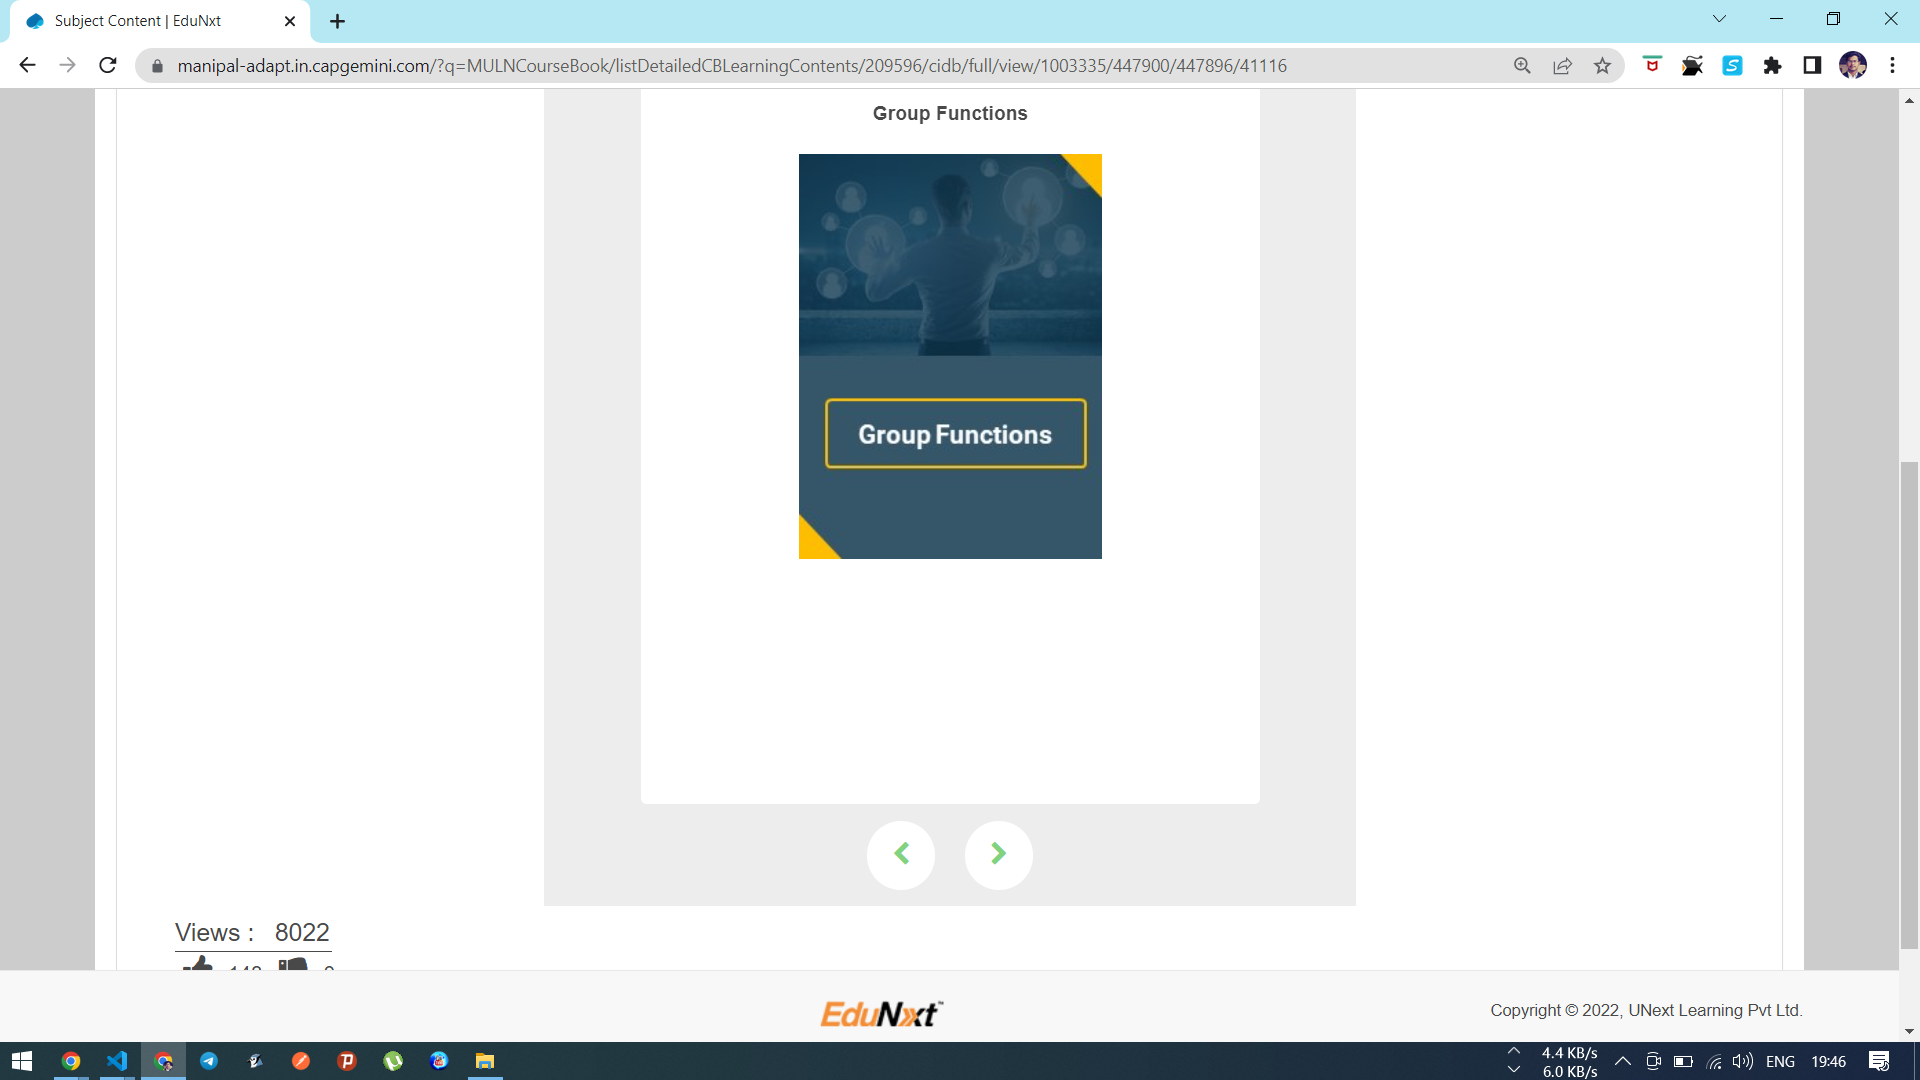 Subject Content | EduNxt
manipal-adapt.in.capgemini.com/?q=MULNCourseBook/listDetailedCBLearningContents/209596/cidb/full/view/1003335/447900/447896/41116
Group Functions
Group Functions
Views : 8022
EduNxt
Copyright © 2022, UNext Learning Pvt Ltd.
4.4 KB/s
6.0 KB/s
ENG
19:46